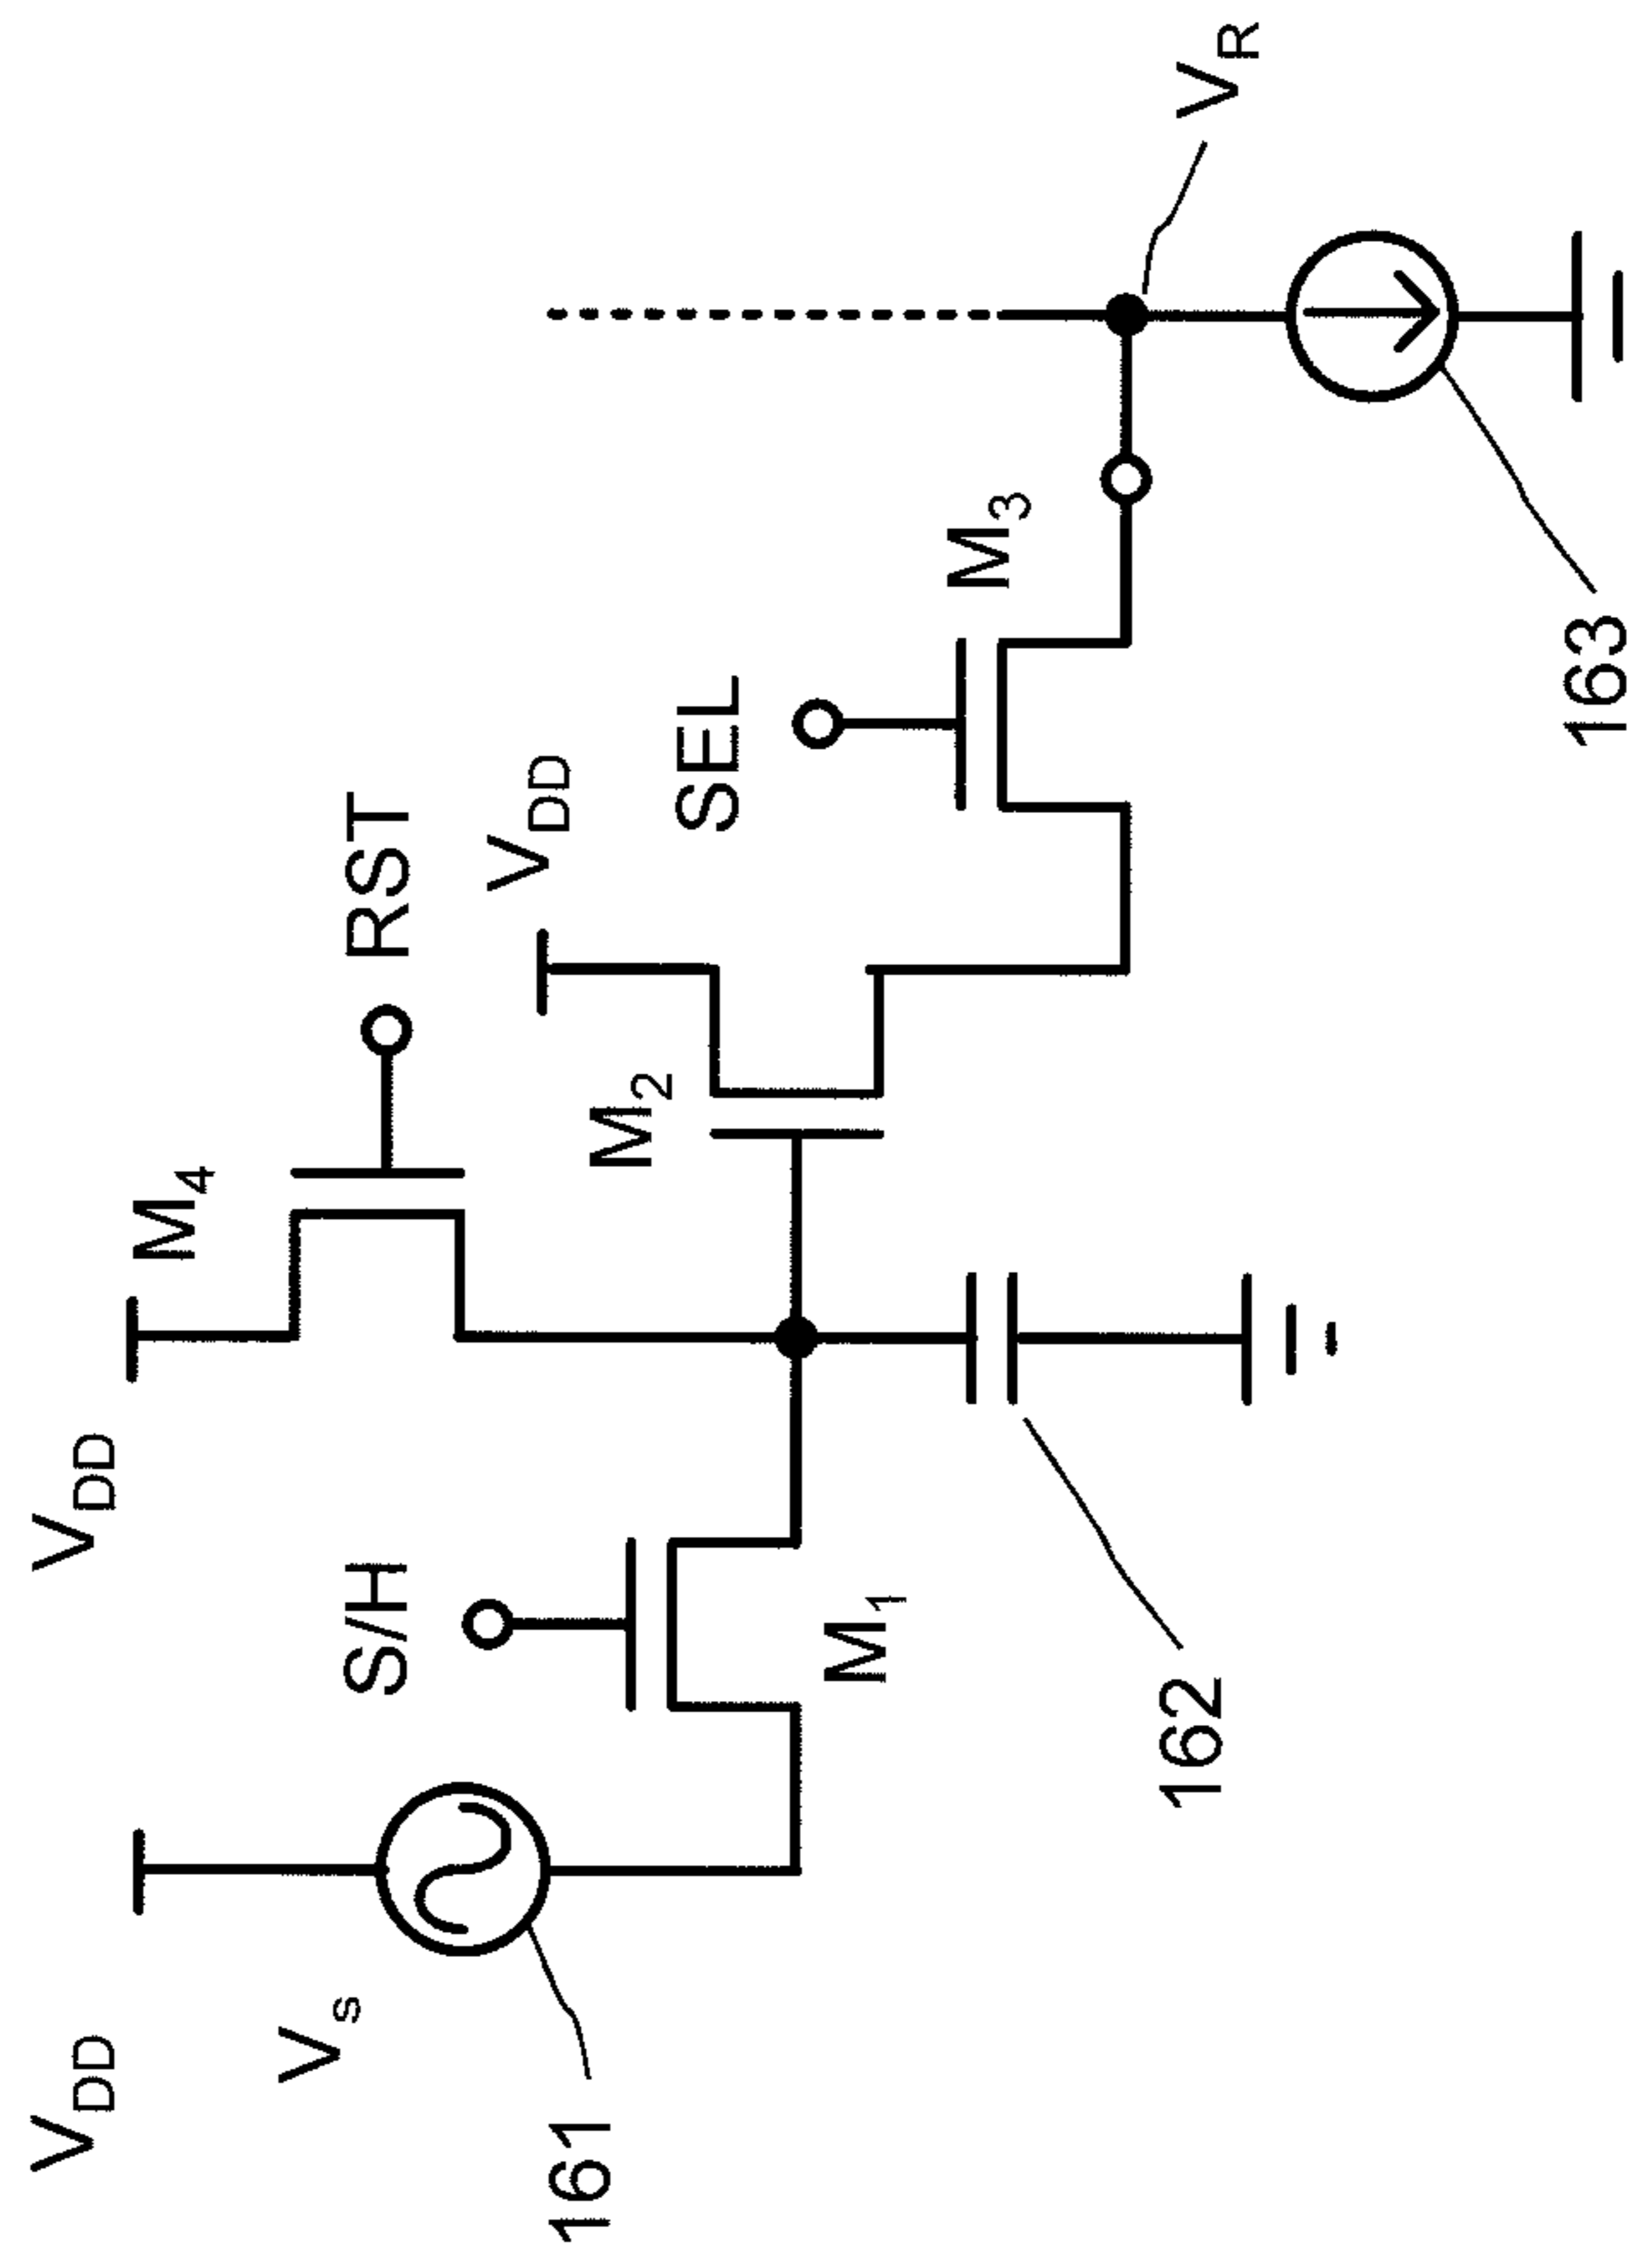 V_DD
V_DD
M_4
V_s
S/H
RST
V_DD
161
M_2
SEL
M_1
M_3
162
V_R
163